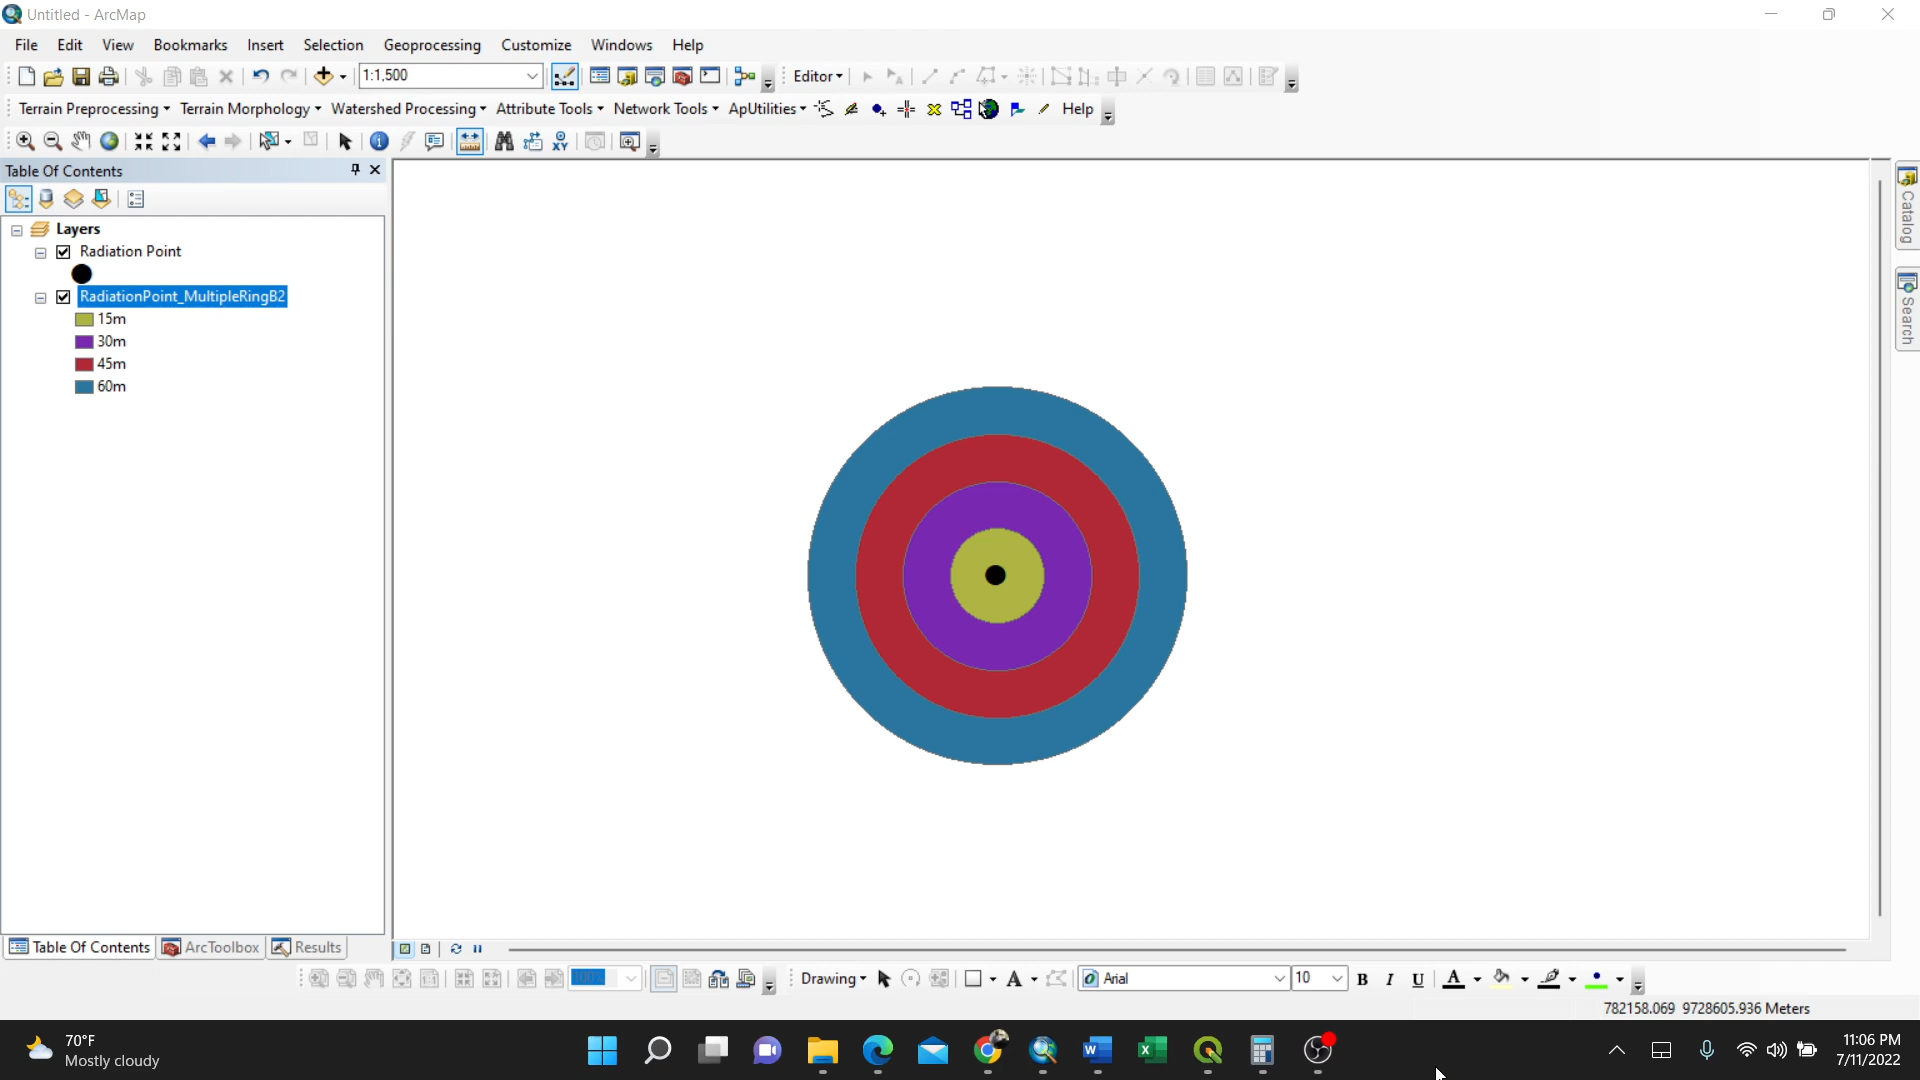 Untitled - ArcMap
File Edit View Bookmarks Insert Selection Geoprocessing Customize Windows Help
1:1,500 Editor
Terrain Preprocessing Terrain Morphology Watershed Processing Attribute Tools Network Tools ApUtilities Help
XY
Table Of Contents
Layers
Radiation Point
RadiationPoint_MultipleRingB2
15m
30m
45m
60m
Catalog
Search
Table Of Contents ArcToolbox Results
100% Drawing A Arial 10 B I U A
782158.069 9728605.936 Meters
70°F
Mostly cloudy
11:06 PM
7/11/2022